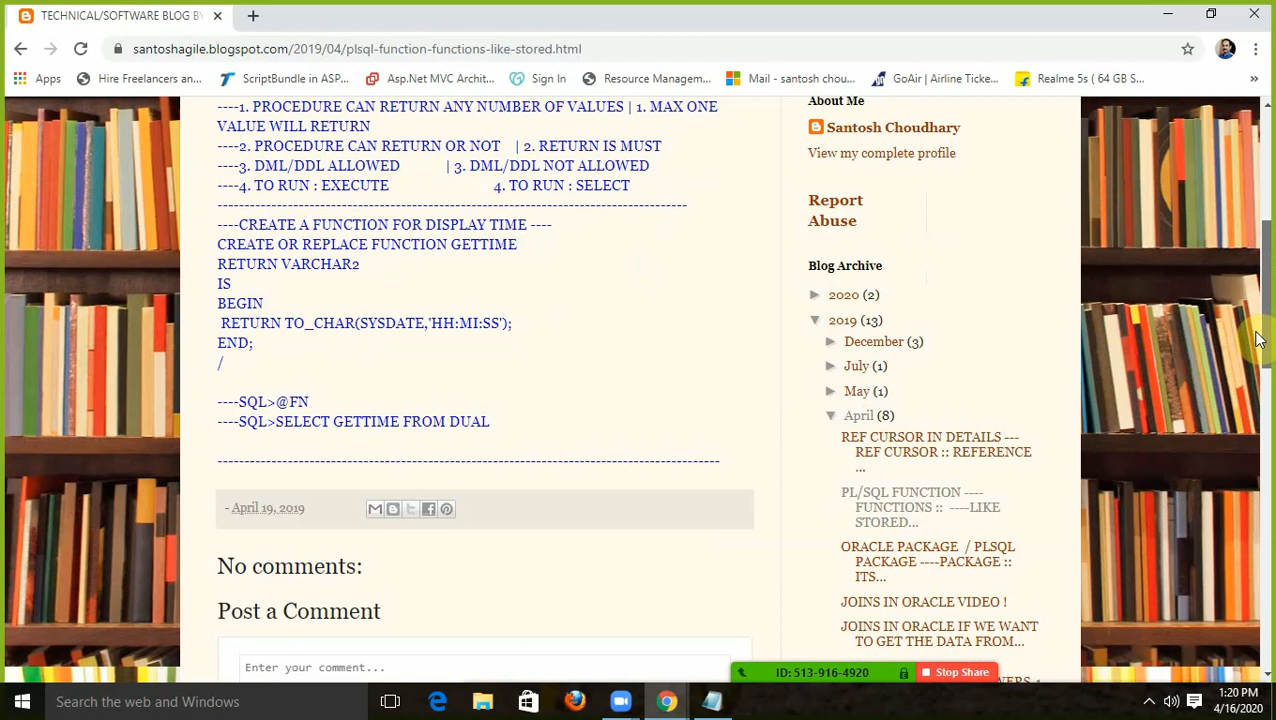 TECHNICAL/SOFTWARE BLOG BY
santoshagile.blogspot.com/2019/04/plsql-function-functions-like-stored.html
Apps
Hire Freelancers an...
ScriptBundle in ASP...
Asp.Net MVC Archit...
Sign In
Resource Managem...
Mail - santosh chou...
GoAir | Airline Ticke...
Realme 5s ( 64 GB S...
»
----1. PROCEDURE CAN RETURN ANY NUMBER OF VALUES | 1. MAX ONE
VALUE WILL RETURN
----2. PROCEDURE CAN RETURN OR NOT | 2. RETURN IS MUST
----3. DML/DDL ALLOWED | 3. DML/DDL NOT ALLOWED
----4. TO RUN : EXECUTE 4. TO RUN : SELECT
----------------------------------------------------------------------------------------
----CREATE A FUNCTION FOR DISPLAY TIME ----
CREATE OR REPLACE FUNCTION GETTIME
RETURN VARCHAR2
IS
BEGIN
RETURN TO_CHAR(SYSDATE,'HH:MI:SS');
END;
/
----SQL>@FN
----SQL>SELECT GETTIME FROM DUAL
----------------------------------------------------------------------------------------------
- April 19, 2019
No comments:
Post a Comment
Enter your comment...
About Me
Santosh Choudhary
View my complete profile
Report
Abuse
Blog Archive
► 2020 (2)
▼ 2019 (13)
► December (3)
► July (1)
► May (1)
▼ April (8)
REF CURSOR IN DETAILS ---
REF CURSOR :: REFERENCE
...
PL/SQL FUNCTION ----
FUNCTIONS :: ----LIKE
STORED...
ORACLE PACKAGE / PLSQL
PACKAGE ----PACKAGE ::
ITS...
JOINS IN ORACLE VIDEO !
JOINS IN ORACLE IF WE WANT
TO GET THE DATA FROM...
ID: 513-916-4920
Stop Share
Search the web and Windows
1:20 PM
4/16/2020